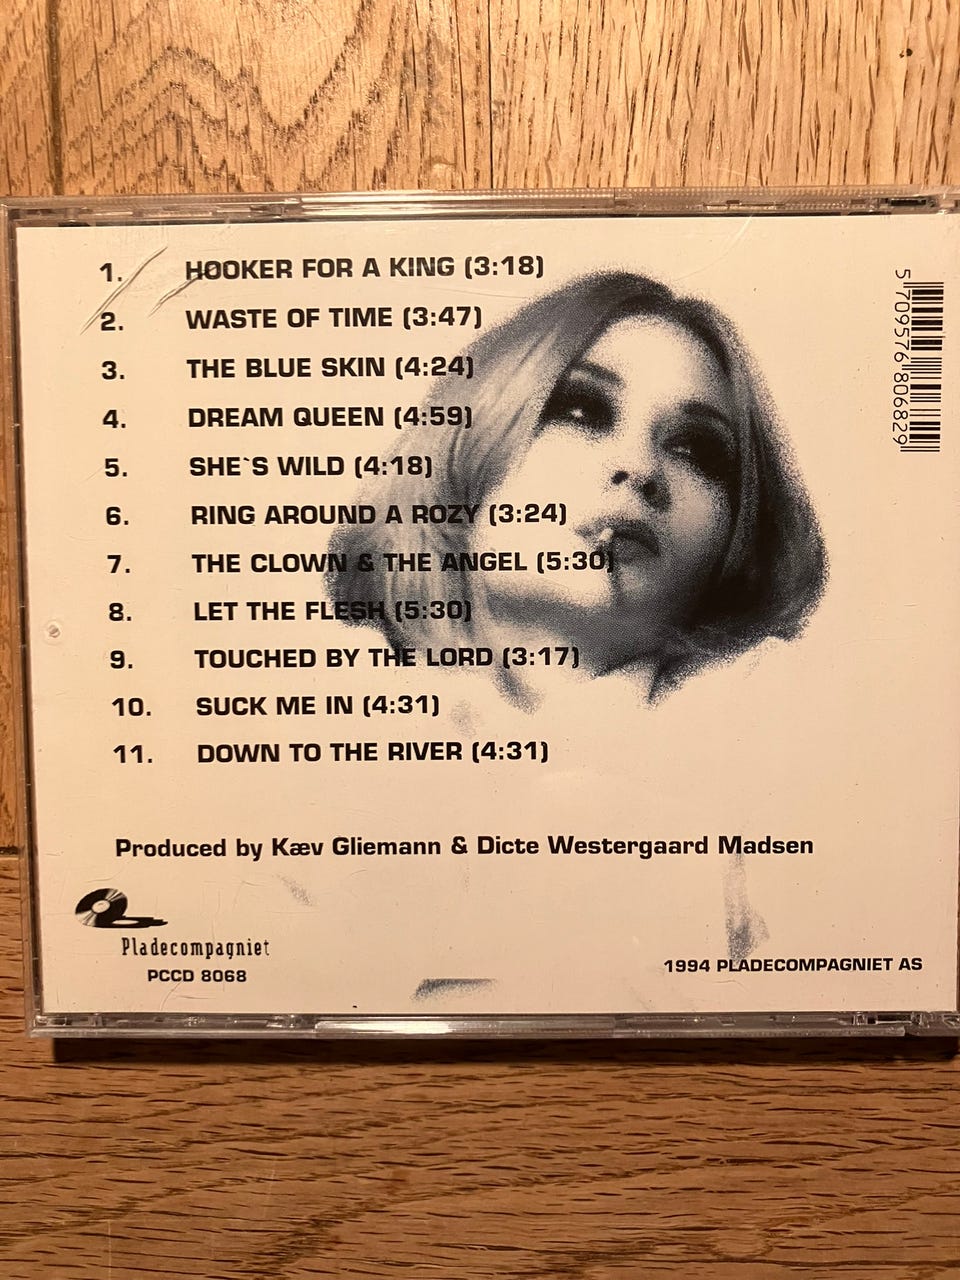 1. HOOKER FOR A KING (3:18)
2. WASTE OF TIME (3:47)
3. THE BLUE SKIN (4:24)
4. DREAM QUEEN (4:59)
5. SHE`S WILD (4:18)
6. RING AROUND A ROZY (3:24)
7. THE CLOWN & THE ANGEL (5:30)
8. LET THE FLESH (5:30)
9. TOUCHED BY THE LORD (3:17)
10. SUCK ME IN (4:31)
11. DOWN TO THE RIVER (4:31)
5 709576 806829
Produced by Kæv Gliemann & Dicte Westergaard Madsen
Pladecompagniet
PCCD 8068
1994 PLADECOMPAGNIET AS